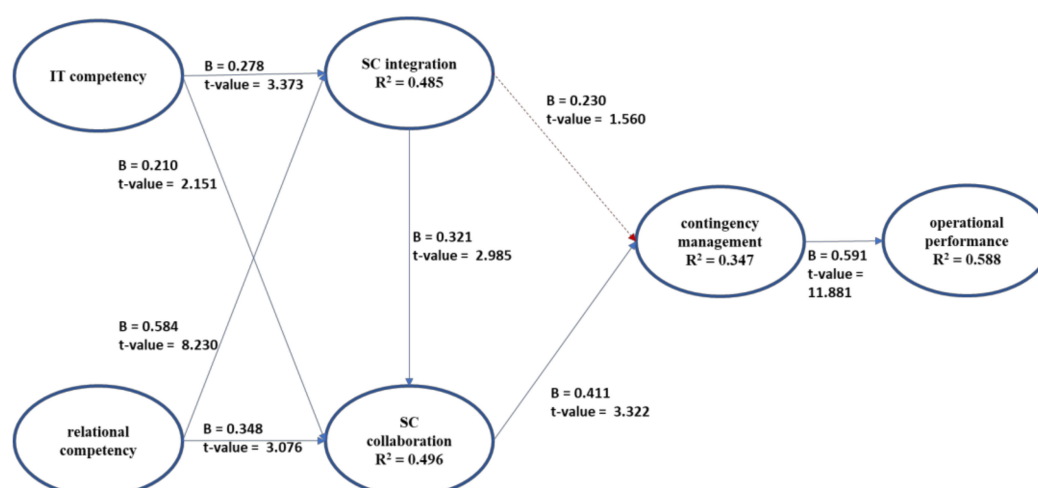 IT competency
B = 0.278
t-value = 3.373
SC integration
R² = 0.485
B = 0.230
t-value = 1.560
B = 0.210
t-value = 2.151
B = 0.321
t-value = 2.985
contingency
management
R² = 0.347
B = 0.591
t-value =
11.881
operational
performance
R² = 0.588
B = 0.584
t-value = 8.230
B = 0.411
t-value = 3.322
relational
competency
B = 0.348
t-value = 3.076
SC
collaboration
R² = 0.496